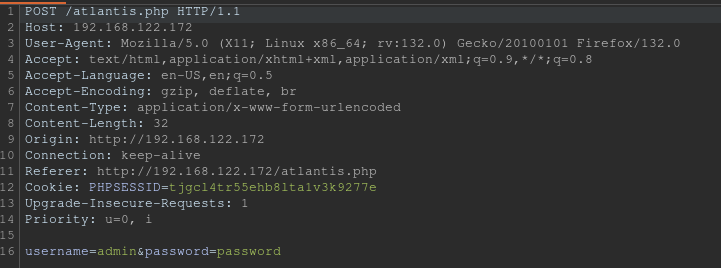 1 POST /atlantis.php HTTP/1.1
2 Host: 192.168.122.172
3 User-Agent: Mozilla/5.0 (X11; Linux x86_64; rv:132.0) Gecko/20100101 Firefox/132.0
4 Accept: text/html,application/xhtml+xml,application/xml;q=0.9,*/*;q=0.8
5 Accept-Language: en-US,en;q=0.5
6 Accept-Encoding: gzip, deflate, br
7 Content-Type: application/x-www-form-urlencoded
8 Content-Length: 32
9 Origin: http://192.168.122.172
10 Connection: keep-alive
11 Referer: http://192.168.122.172/atlantis.php
12 Cookie: PHPSESSID=tjgcl4tr55ehb8lta1v3k9277e
13 Upgrade-Insecure-Requests: 1
14 Priority: u=0, i
15
16 username=admin&password=password